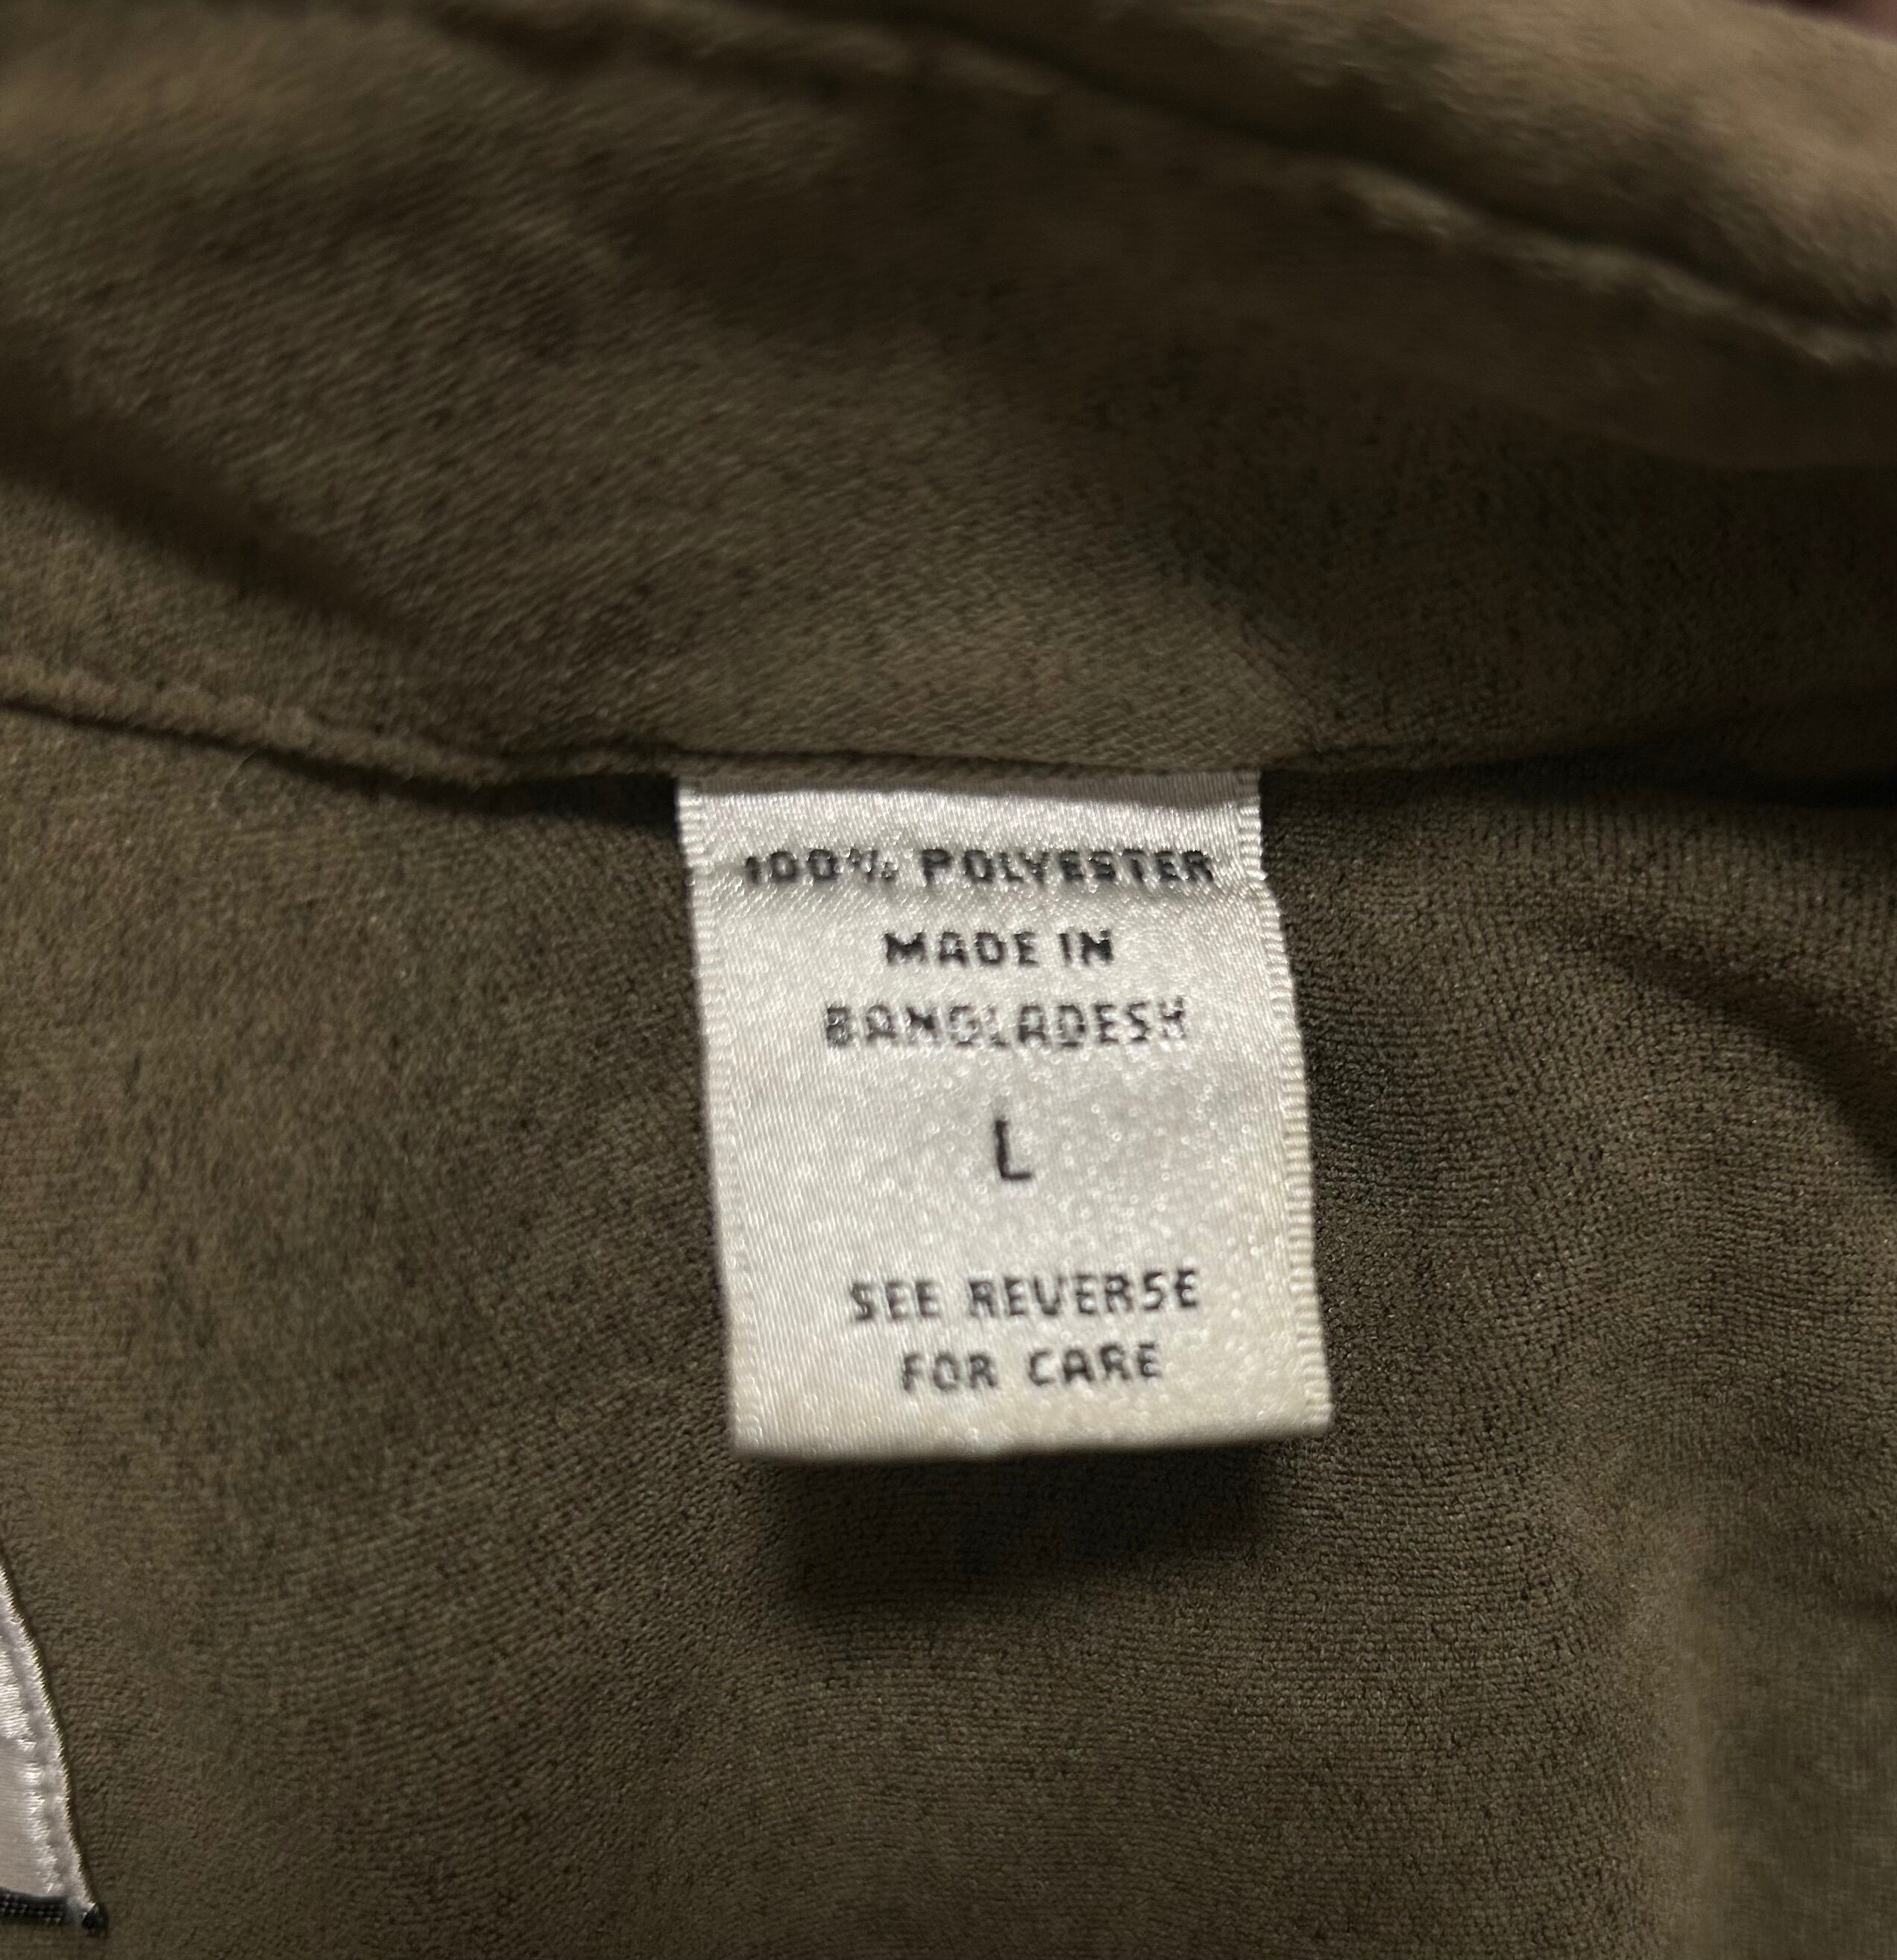 100% POLYESTER
MADE IN
BANGLADESH
L
SEE REVERSE
FOR CARE